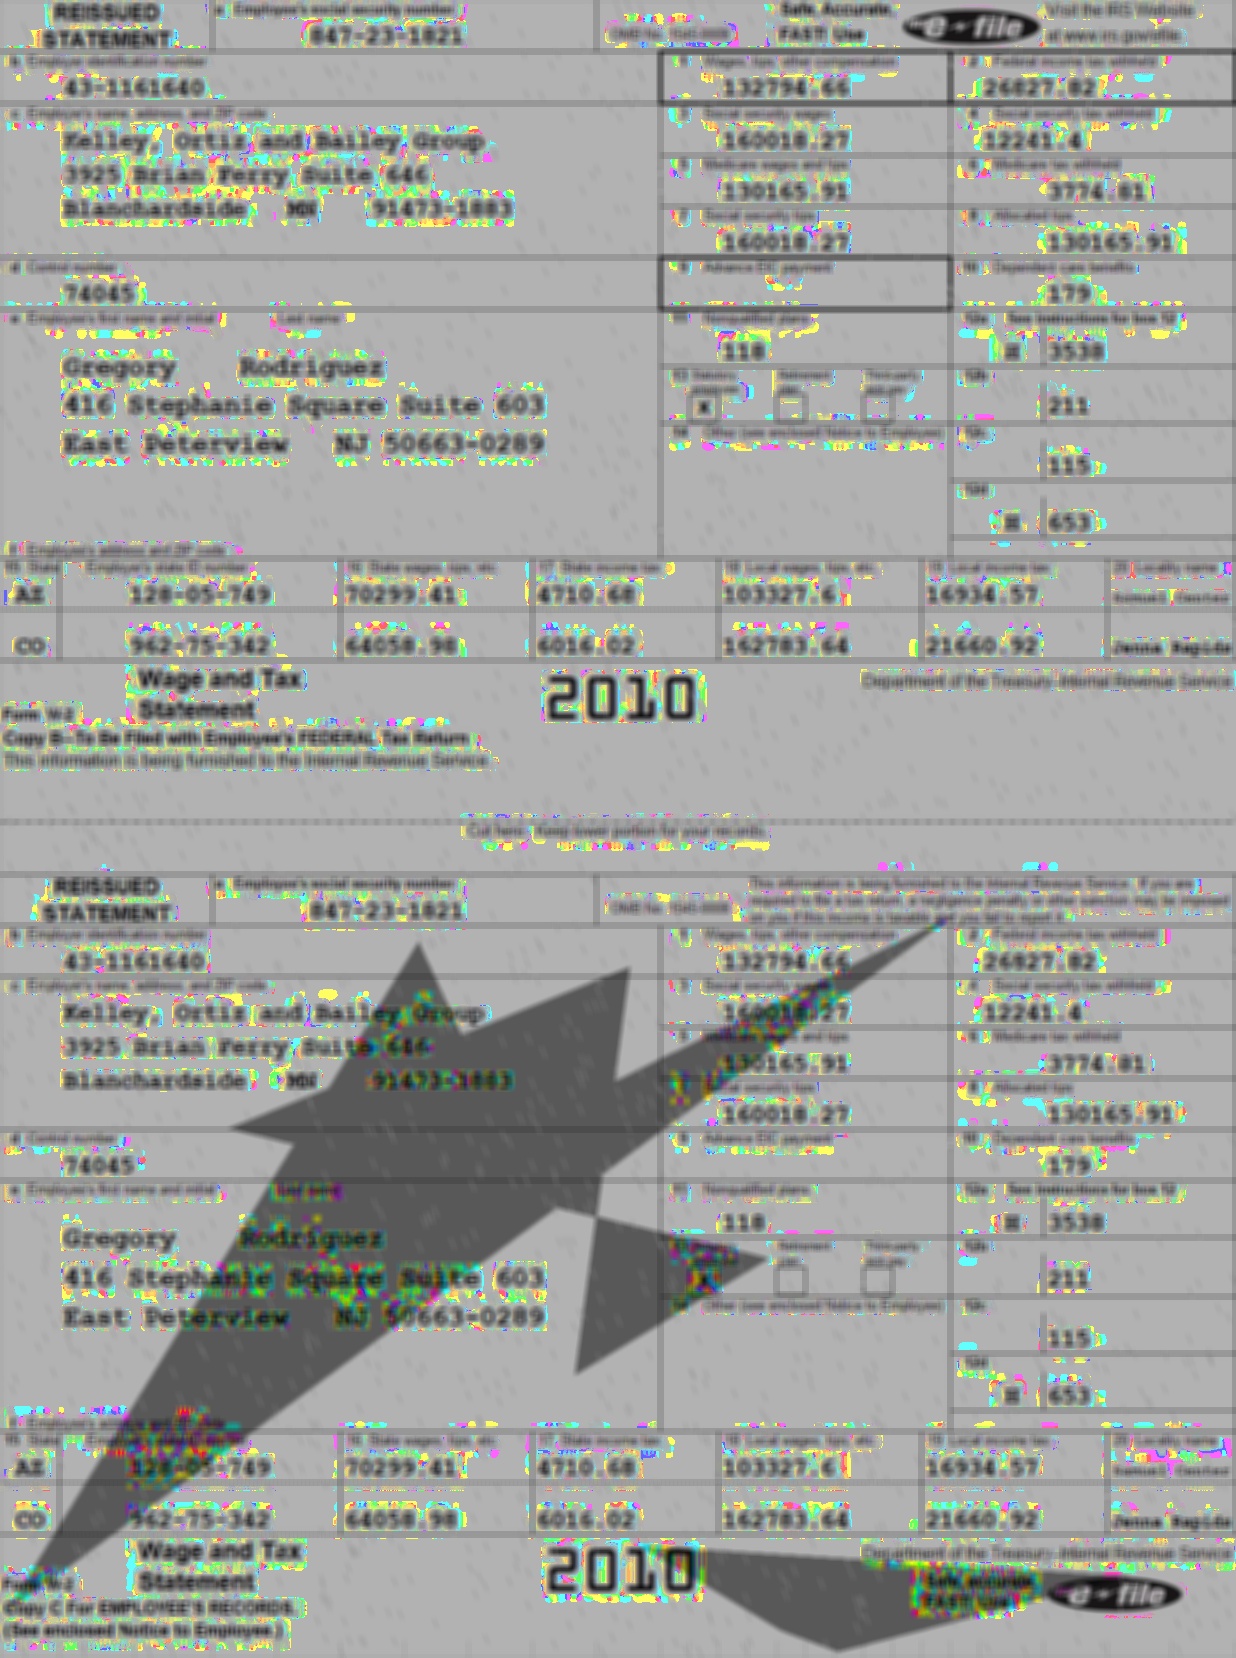 REISSUED STATEMENT
a Employee's social security number
847-23-1821
OMB No. 1545-0008
Safe, Accurate, FAST! Use
e-file
Visit the IRS Website at www.irs.gov/efile
b Employer identification number
43-1161640
1 Wages, tips, other compensation
132794.66
2 Federal income tax withheld
26827.82
c Employer's name, address, and ZIP code
Kelley, Ortiz and Bailey Group
3925 Brian Ferry Suite 646
Blanchardside 91473-1883
3 Social security wages
160018.27
4 Social security tax withheld
12241.4
5 Medicare wages and tips
130165.91
6 Medicare tax withheld
3774.81
7 Social security tips
160018.27
8 Allocated tips
130165.91
d Control number
74045
9 Advance EIC payment
10 Dependent care benefits
179
e Employee's first name and initial Last name
Gregory Rodriguez
416 Stephanie Square Suite 603
East Peterview NJ 50663-0289
11 Nonqualified plans
118
12a See instructions for box 12
3538
13 Statutory employee Retirement plan Third-party sick pay
X
12b
211
14 Other (see enclosed Notice to Employee)
12c
115
12d
653
f Employee's address and ZIP code
15 State Employer's state ID number 16 State wages, tips, etc. 17 State income tax 18 Local wages, tips, etc. 19 Local income tax 20 Locality name
AZ 128-05-749 70299.41 4710.68 103327.6 16934.57
CO 962-75-342 64058.98 6016.02 162783.64 21660.92 Jenna Rapids
Form W-2 Wage and Tax Statement
2010
Department of the Treasury-Internal Revenue Service
Copy B-To Be Filed with Employee's FEDERAL Tax Return.
This information is being furnished to the Internal Revenue Service.
Cut here. Keep lower portion for your records.
REISSUED STATEMENT
a Employee's social security number
847-23-1821
OMB No. 1545-0008
This information is being furnished to the Internal Revenue Service. If you are
required to file a tax return, a negligence penalty or other sanction may be imposed
on you if this income is taxable and you fail to report it.
b Employer identification number
43-1161640
1 Wages, tips, other compensation
132794.66
2 Federal income tax withheld
26827.82
c Employer's name, address, and ZIP code
Kelley, Ortiz and Bailey Group
3925 Brian Ferry Suite 646
Blanchardside 91473-1883
3 Social security wages
160018.27
4 Social security tax withheld
12241.4
5 Medicare wages and tips
130165.91
6 Medicare tax withheld
3774.81
7 Social security tips
160018.27
8 Allocated tips
130165.91
d Control number
74045
9 Advance EIC payment
10 Dependent care benefits
179
e Employee's first name and initial Last name
Gregory Rodriguez
416 Stephanie Square Suite 603
East Peterview NJ 50663-0289
11 Nonqualified plans
118
12a See instructions for box 12
3538
13 Retirement plan Third-party sick pay
X
12b
211
14 Other (see enclosed Notice to Employee)
12c
115
12d
653
f Employee's address and ZIP code
15 State Employer's state ID number 16 State wages, tips, etc. 17 State income tax 18 Local wages, tips, etc. 19 Local income tax 20 Locality name
AZ 128-05-749 70299.41 4710.68 103327.6 16934.57
CO 962-75-342 64058.98 6016.02 162783.64 21660.92 Jenna Rapids
Form W-2 Wage and Tax Statement
2010
Department of the Treasury-Internal Revenue Service
Copy C For EMPLOYEE'S RECORDS
(See enclosed Notice to Employee.)
Safe, accurate, FAST! Use
e-file